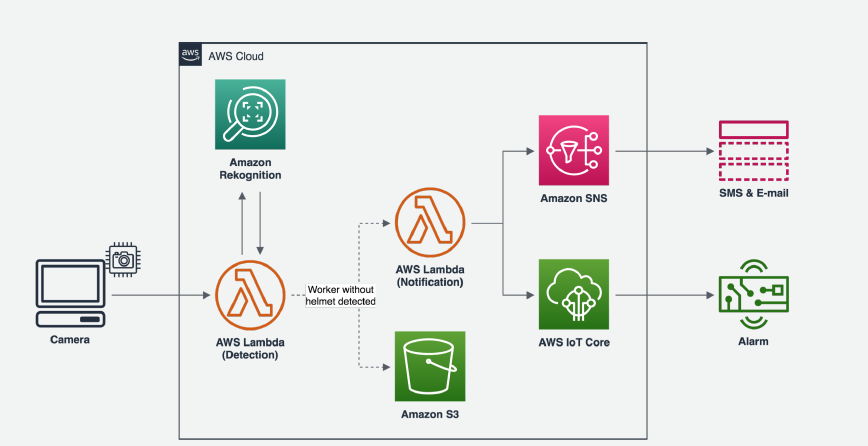 aws
AWS Cloud
Amazon
Rekognition
Camera
AWS Lambda
(Detection)
Worker without
helmet detected
AWS Lambda
(Notification)
Amazon S3
Amazon SNS
AWS IoT Core
SMS & E-mail
Alarm